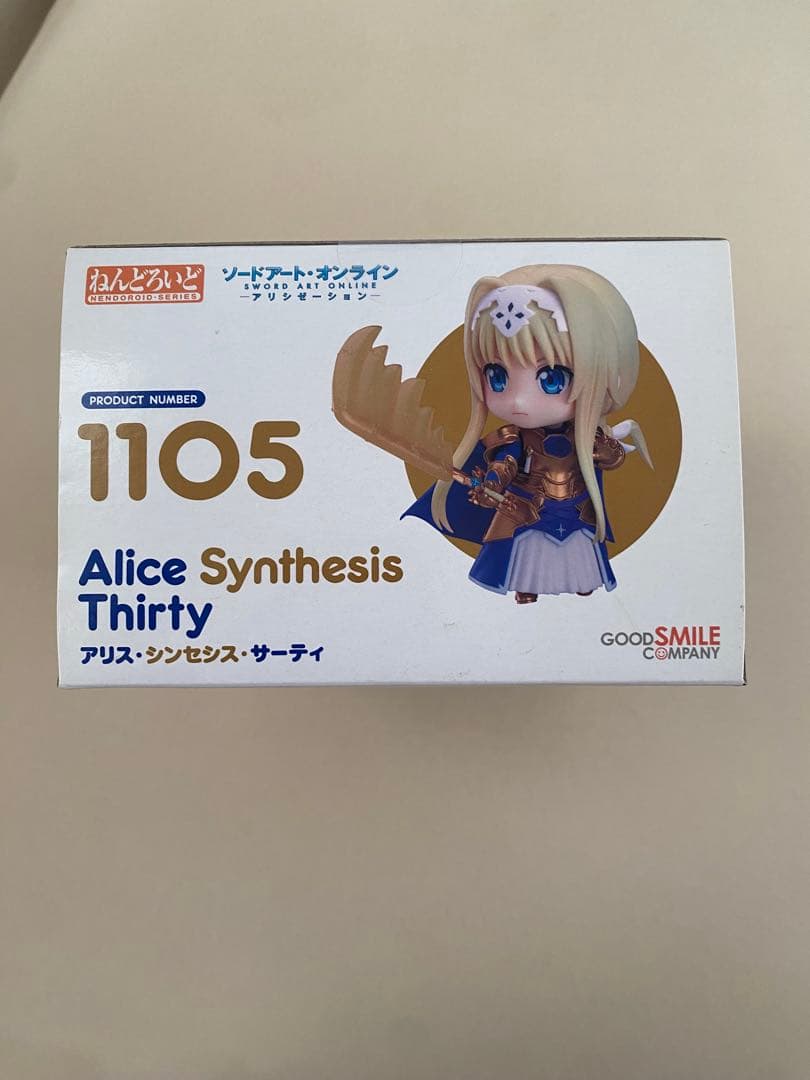 ねんどろいど
NENDOROID・SERIES
ソードアート・オンライン
SWORD ART ONLINE
ーアリシゼーションー
PRODUCT NUMBER
1105
Alice Synthesis
Thirty
アリス・シンセシス・サーティ
GOOD SMILE
COMPANY